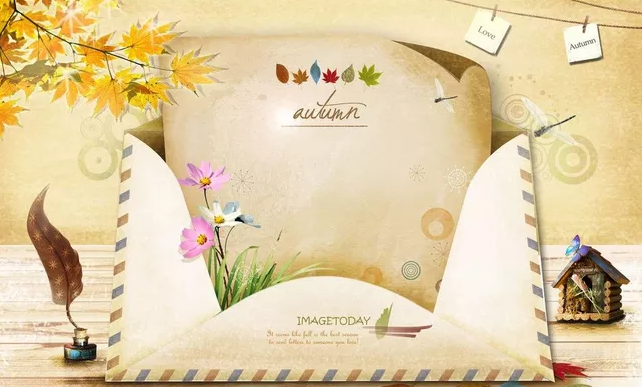 Love
Autumn
autumn
IMAGETODAY
It seems like fall is the best season
to send letters to someone you love!